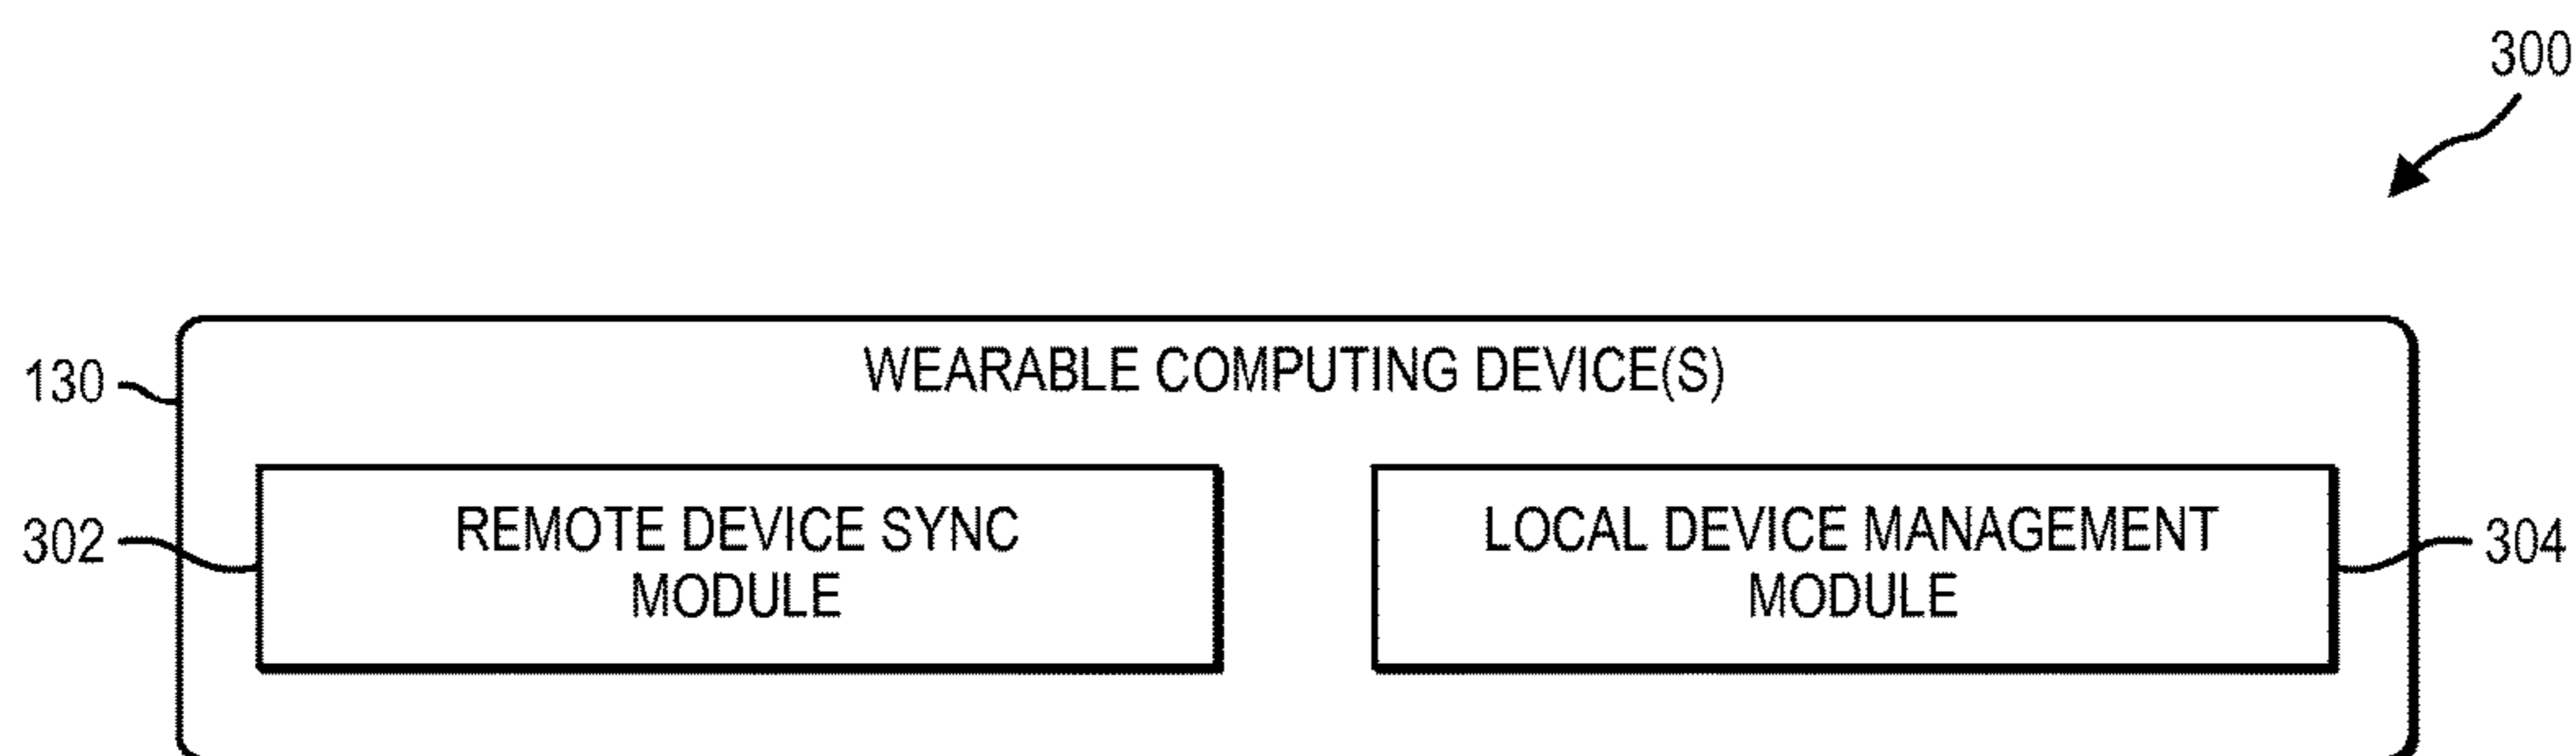 300
130
WEARABLE COMPUTING DEVICE(S)
302
REMOTE DEVICE SYNC
MODULE
LOCAL DEVICE MANAGEMENT
MODULE
304